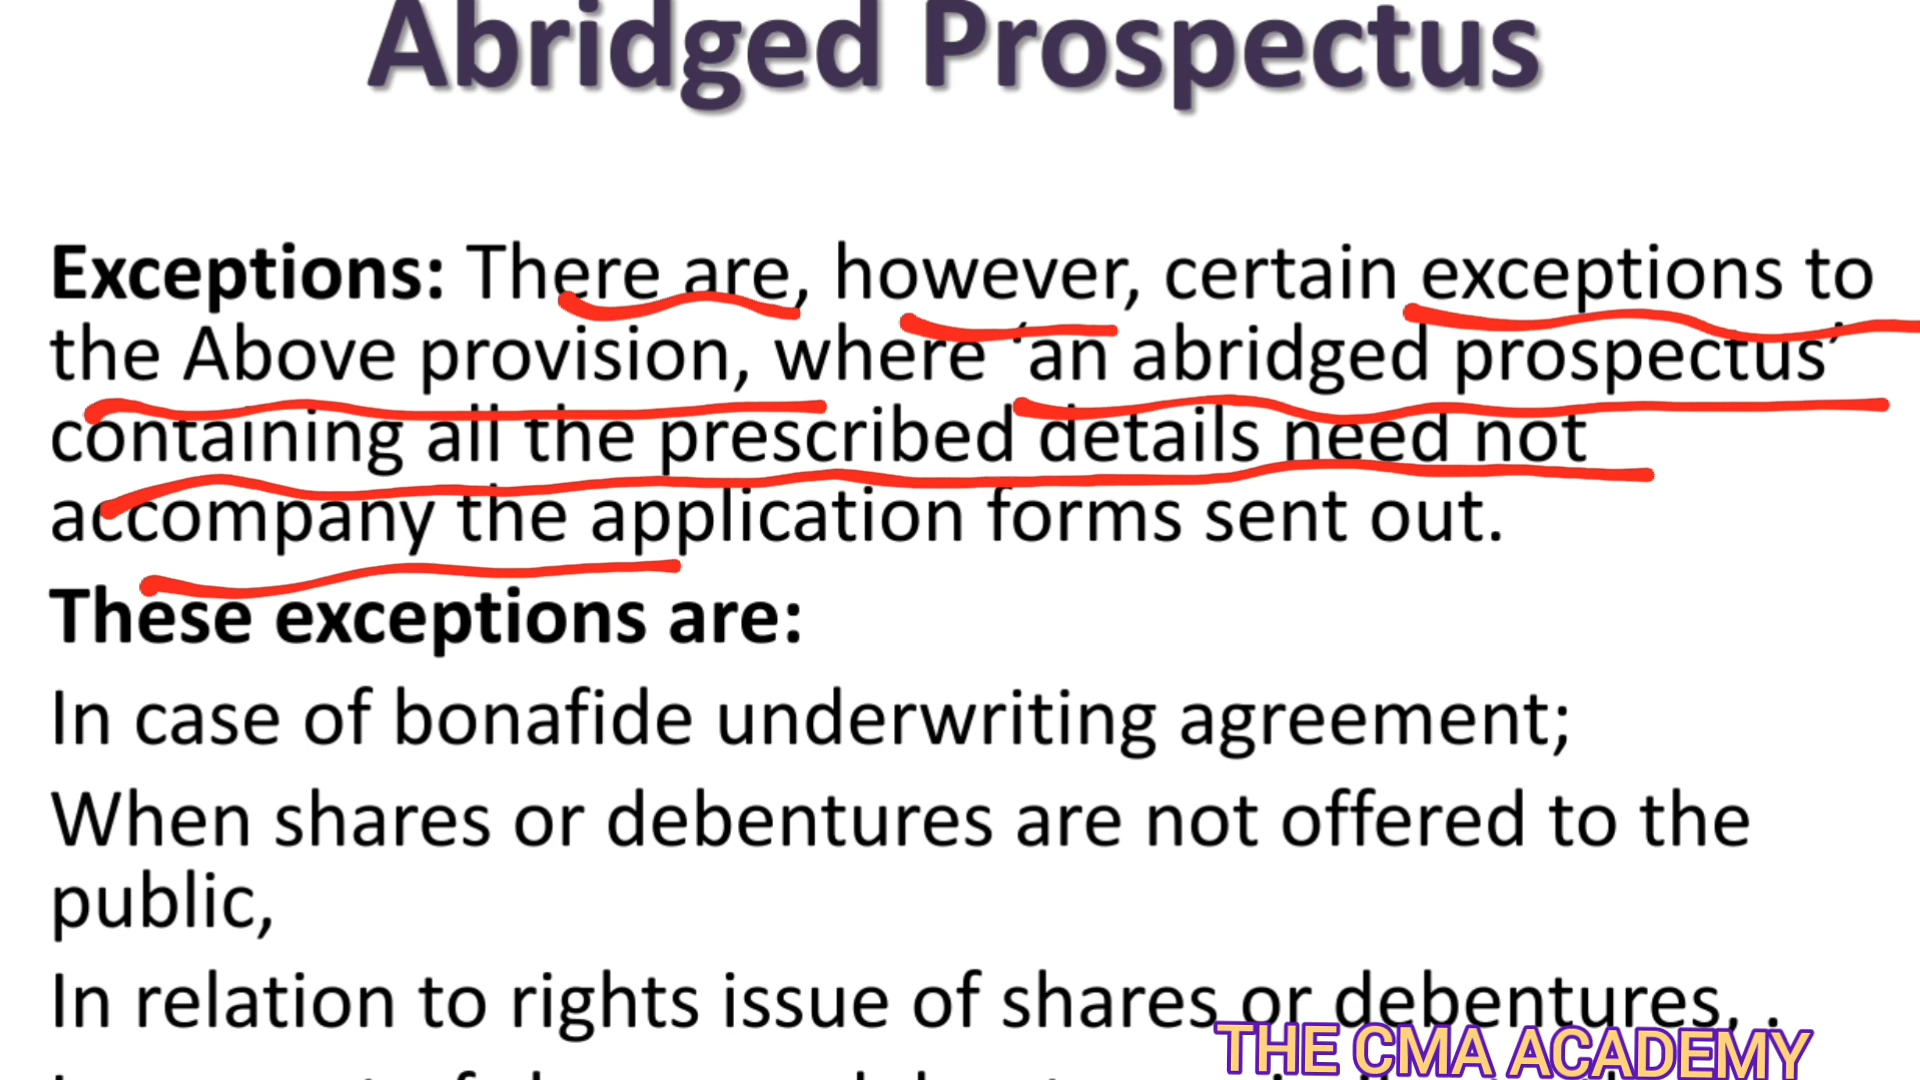 Abridged Prospectus
Exceptions: There are, however, certain exceptions to
the Above provision, where ‘an abridged prospectus’
containing all the prescribed details need not
accompany the application forms sent out.
These exceptions are:
In case of bonafide underwriting agreement;
When shares or debentures are not offered to the
public,
In relation to rights issue of shares or debentures, .
THE CMA ACADEMY